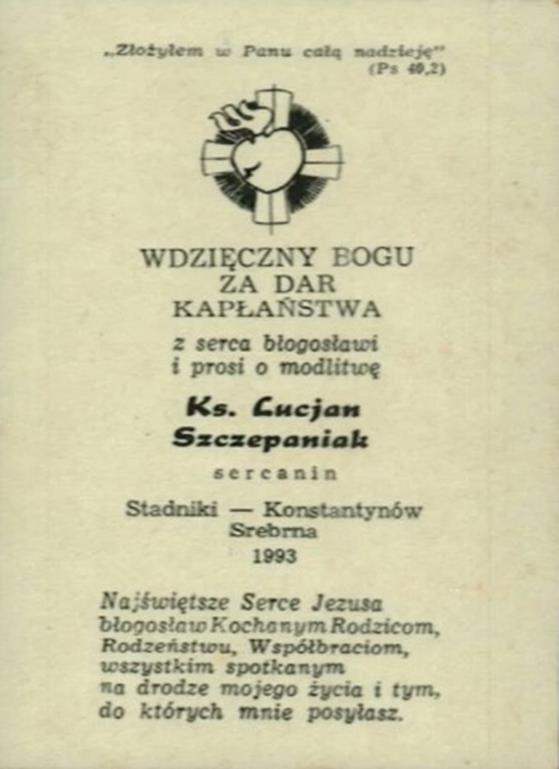 „Złożyłem w Panu całą nadzieję”
(Ps 40,2)
WDZIĘCZNY BOGU
ZA DAR
KAPŁAŃSTWA
z serca błogosławi
i prosi o modlitwę
Ks. Lucjan
Szczepaniak
sercanin
Stadniki — Konstantynów
Srebrna
1993
Najświętsze Serce Jezusa
błogosław Kochanym Rodzicom,
Rodzeństwu, Współbraciom,
wszystkim spotkanym
na drodze mojego życia i tym,
do których mnie posyłasz.